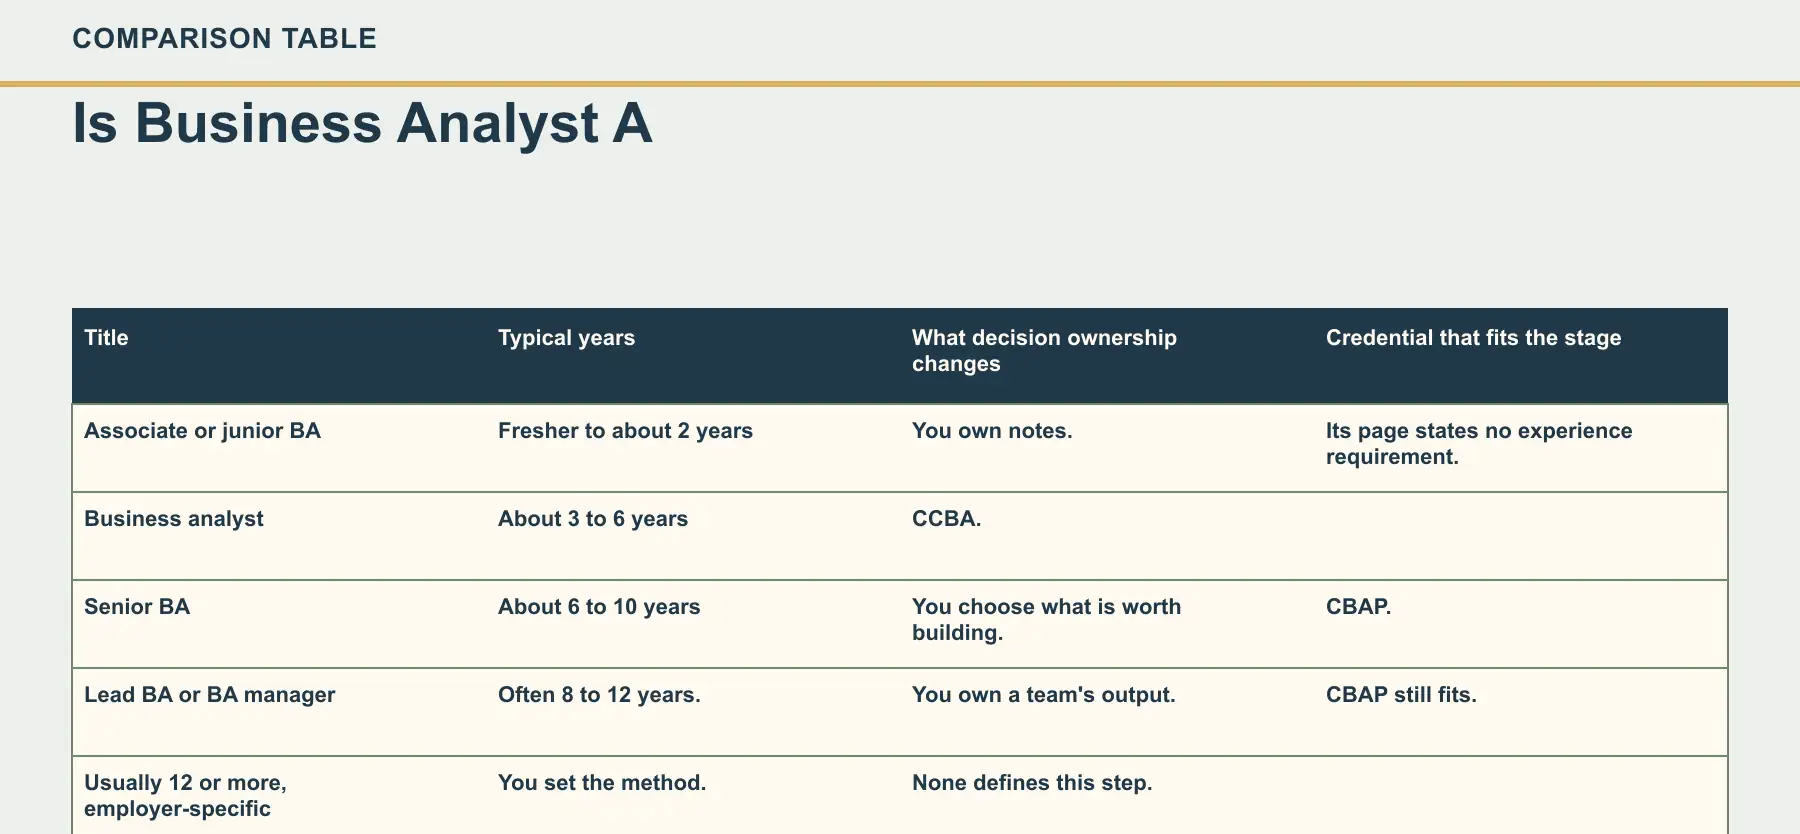 COMPARISON TABLE
Is Business Analyst A
Title
Typical years
What decision ownership
changes
Credential that fits the stage
Associate or junior BA
Fresher to about 2 years
You own notes.
Its page states no experience
requirement.
Business analyst
About 3 to 6 years
CCBA.
Senior BA
About 6 to 10 years
You choose what is worth
building.
CBAP.
Lead BA or BA manager
Often 8 to 12 years.
You own a team's output.
CBAP still fits.
Usually 12 or more,
employer-specific
You set the method.
None defines this step.